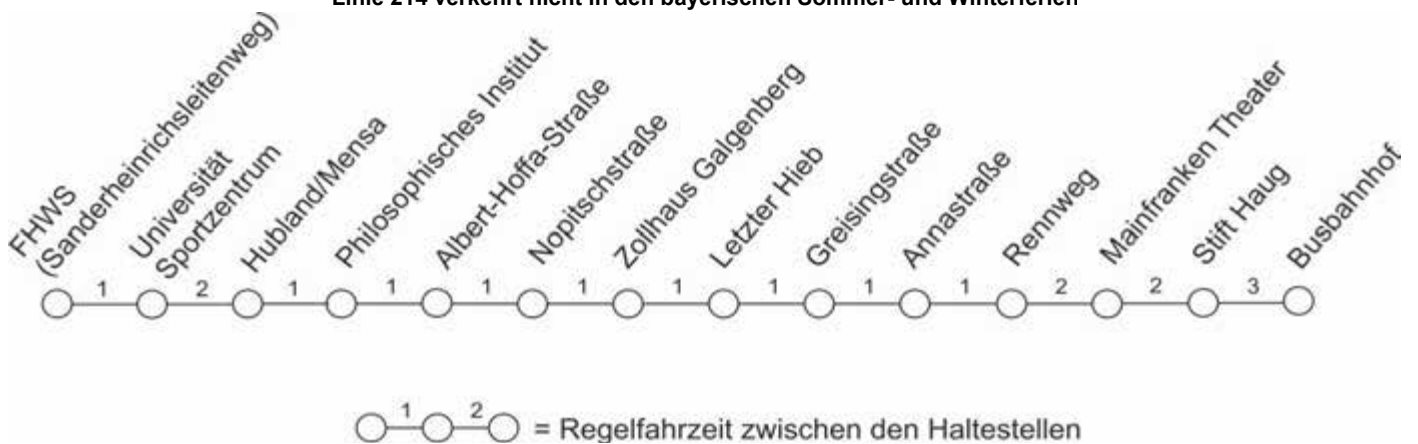 Linie 214 verkehrt nicht in den bayerischen Sommer- und Winterferien
FHWS
(Sanderheinrichsleitenweg)
Universität
Sportzentrum
Hubland/Mensa
Philosophisches Institut
Albert-Hoffa-Straße
Nopitschstraße
Zollhaus Galgenberg
Letzter Hieb
Greisingstraße
Annastraße
Rennweg
Mainfranken Theater
Stift Haug
Busbahnhof
1 2 1 1 1 1 1 1 1 1 2 2 3
1 2 = Regelfahrzeit zwischen den Haltestellen